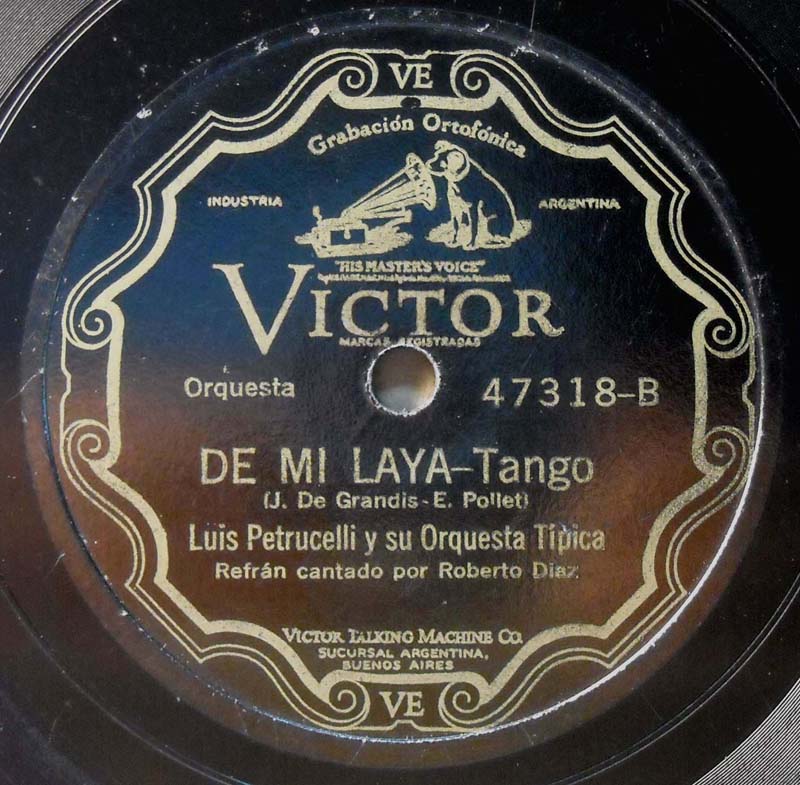 VE
Grabación Ortofónica
INDUSTRIA ARGENTINA
"HIS MASTER'S VOICE"
VICTOR
MARCAS REGISTRADAS
Orquesta 47318-B
DE MI LAYA-Tango
(J. De Grandis-E. Pollet)
Luis Petrucelli y su Orquesta Típica
Refrán cantado por Roberto Díaz
VICTOR TALKING MACHINE CO.
SUCURSAL ARGENTINA,
BUENOS AIRES
VE